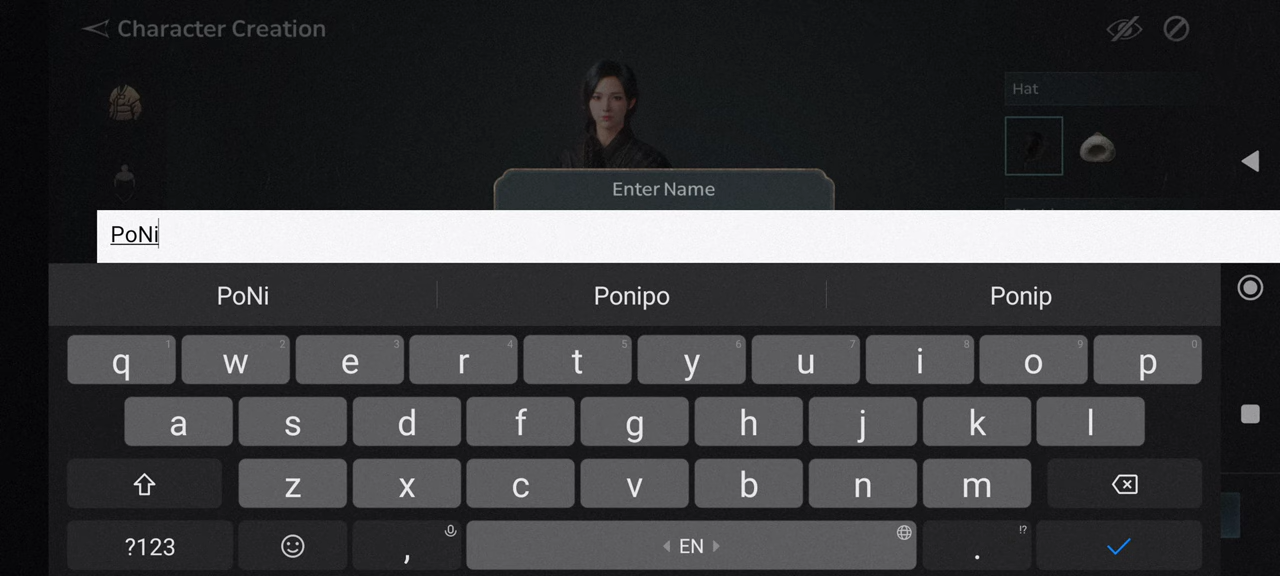 Character Creation
Hat
Enter Name
PoNi
PoNi Ponipo Ponip
q 1 w 2 e 3 r 4 t 5 y 6 u 7 i 8 o 9 p 0
a s d f g h j k l
z x c v b n m
?123 , EN . !?